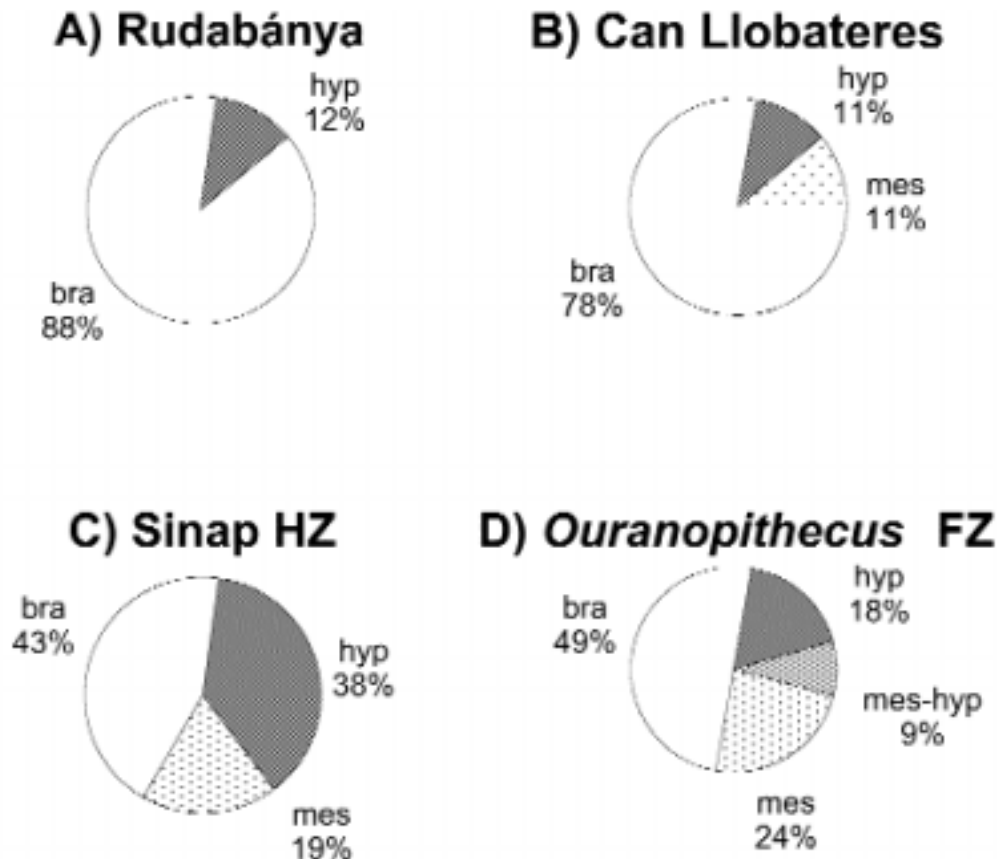 A) Rudabánya
hyp
12%
bra
88%
B) Can Llobateres
hyp
11%
mes
11%
bra
78%
C) Sinap HZ
bra
43%
hyp
38%
mes
19%
D) Ouranopithecus FZ
bra
49%
hyp
18%
mes-hyp
9%
mes
24%